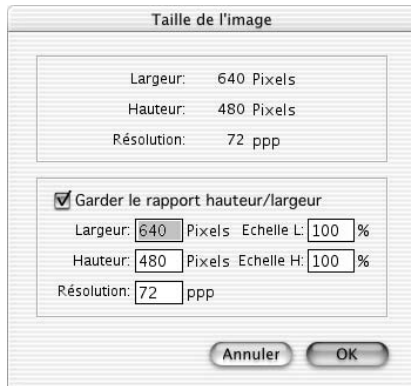 Taille de l'image
Largeur: 640 Pixels
Hauteur: 480 Pixels
Résolution: 72 ppp
Garder le rapport hauteur/largeur
Largeur: 640 Pixels Echelle L: 100 %
Hauteur: 480 Pixels Echelle H: 100 %
Résolution: 72 ppp
Annuler OK